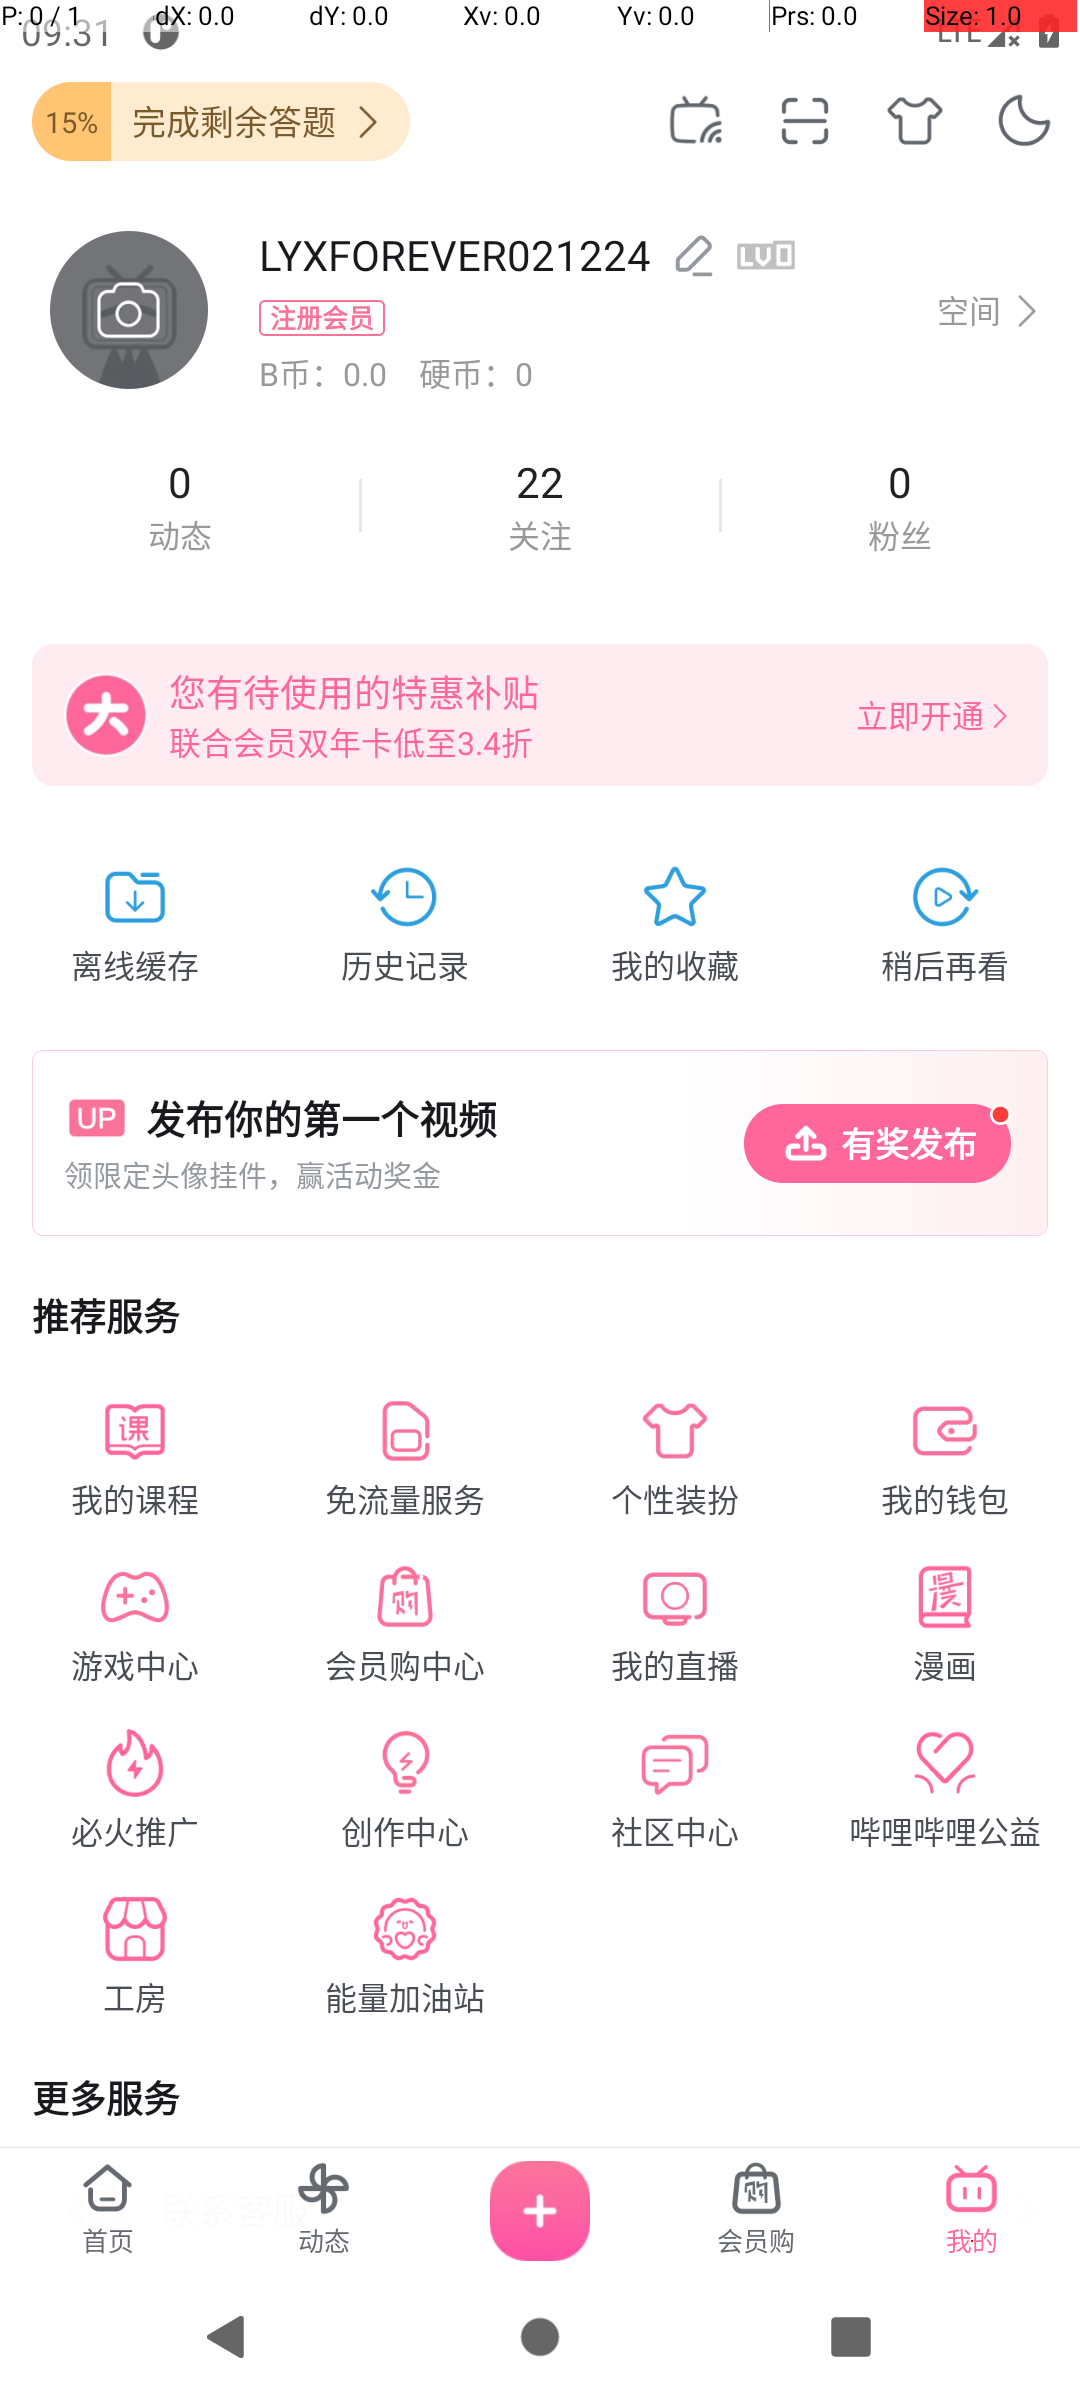 P: 0 / 1 dX: 0.0 dY: 0.0 Xv: 0.0 Yv: 0.0 Prs: 0.0 Size: 1.0
09:31 LTE
15% 完成剩余答题
LYXFOREVER021224 LV0
注册会员
空间
B币：0.0 硬币：0
0 22 0
动态 关注 粉丝
大 您有待使用的特惠补贴
联合会员双年卡低至3.4折
立即开通
离线缓存 历史记录 我的收藏 稍后再看
UP 发布你的第一个视频
领限定头像挂件，赢活动奖金
有奖发布
推荐服务
课
我的课程 免流量服务 个性装扮 我的钱包
购 漫
游戏中心 会员购中心 我的直播 漫画
必火推广 创作中心 社区中心 哔哩哔哩公益
工房 能量加油站
更多服务
联系客服
购
首页 动态 会员购 我的